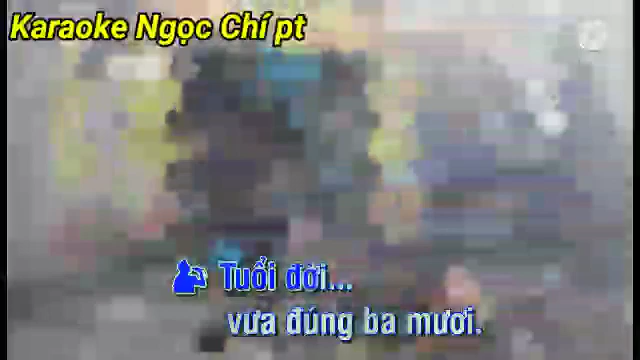 Karaoke Ngọc Chí pt
Tuổi đời...
vưa đúng ba mươi.